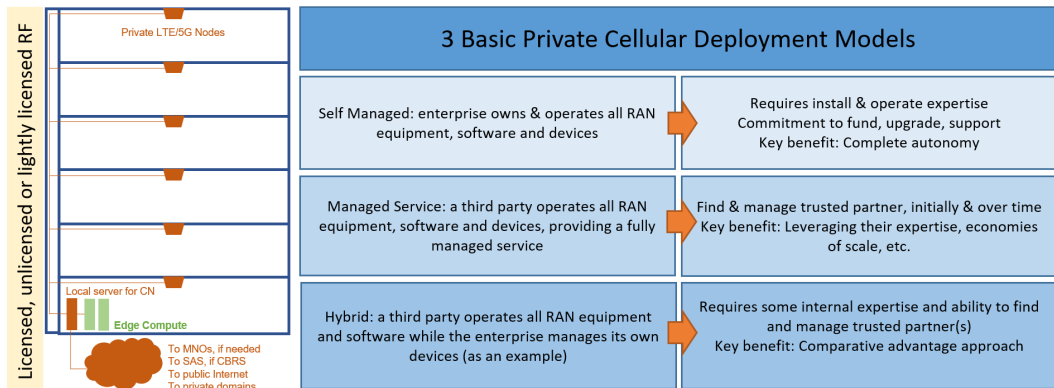 Licensed, unlicensed or lightly licensed RF
Private LTE/5G Nodes
Local server for CN
Edge Compute
To MNOs, if needed
To SAS, if CBRS
To public Internet
To private domains
3 Basic Private Cellular Deployment Models
Self Managed: enterprise owns & operates all RAN
equipment, software and devices
Requires install & operate expertise
Commitment to fund, upgrade, support
Key benefit: Complete autonomy
Managed Service: a third party operates all RAN
equipment, software and devices, providing a fully
managed service
Find & manage trusted partner, initially & over time
Key benefit: Leveraging their expertise, economies
of scale, etc.
Hybrid: a third party operates all RAN equipment
and software while the enterprise manages its own
devices (as an example)
Requires some internal expertise and ability to find
and manage trusted partner(s)
Key benefit: Comparative advantage approach